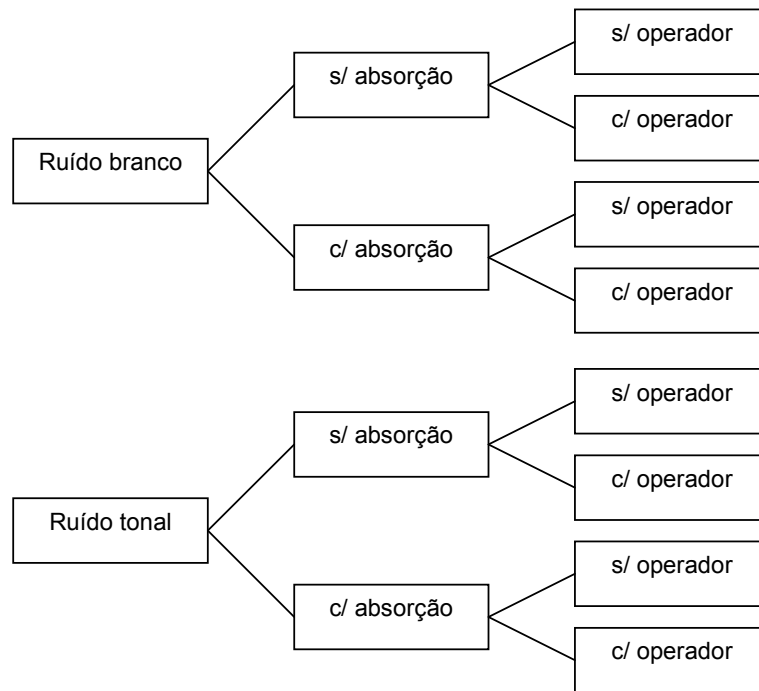 s/ operador
s/ absorção
c/ operador
Ruído branco
s/ operador
c/ absorção
c/ operador
s/ operador
s/ absorção
c/ operador
Ruído tonal
s/ operador
c/ absorção
c/ operador